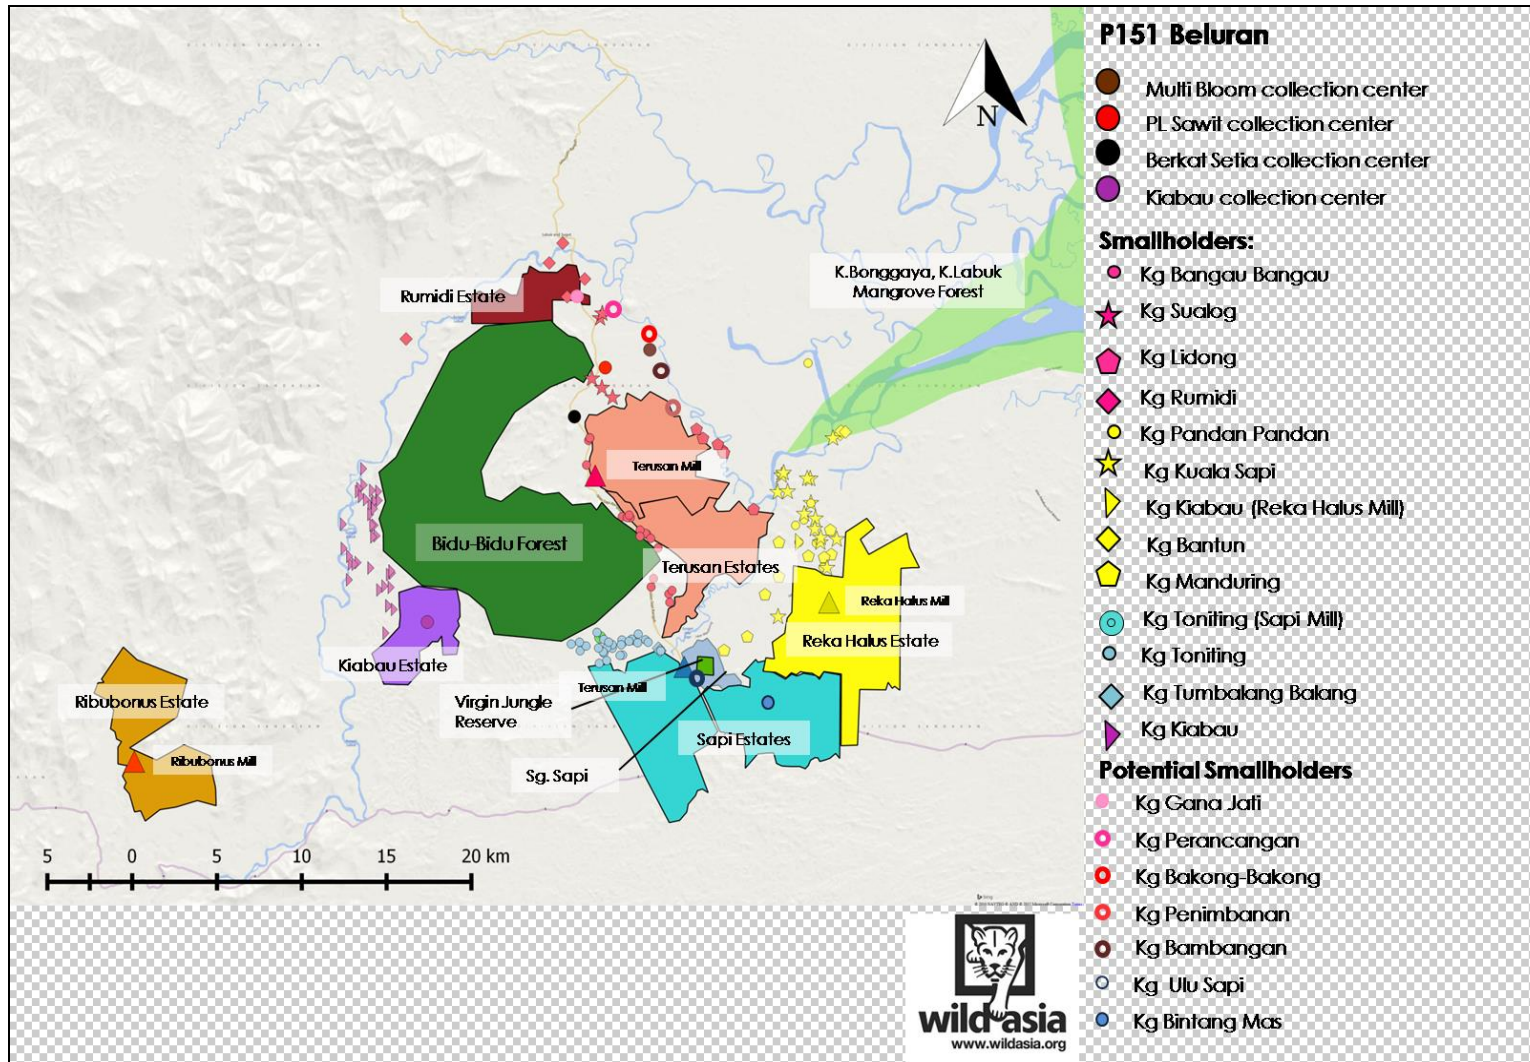 P151 Beluran
Multi Bloom collection center
PL Sawit collection center
Berkat Setia collection center
Kiabau collection center
Smallholders:
Kg Bangau Bangau
Kg Sualog
Kg Lidong
Kg Rumidi
Kg Pandan Pandan
Kg Kuala Sapi
Kg Kiabau (Reka Halus Mill)
Kg Bantun
Kg Manduring
Kg Toniting (Sapi Mill)
Kg Toniting
Kg Tumbalang Balang
Kg Kiabau
Potential Smallholders
Kg Gana Jati
Kg Perancangan
Kg Bakong-Bakong
Kg Penimbanan
Kg Bambangan
Kg Ulu Sapi
Kg Bintang Mas
N
K.Bonggaya, K.Labuk
Mangrove Forest
Rumidi Estate
Terusan Mill
Bidu-Bidu Forest
Terusan Estates
Reka Halus Mill
Reka Halus Estate
Kiabau Estate
Ribubonus Estate
Terusan Mill
Virgin Jungle
Reserve
Sapi Estates
Ribubonus Mill
Sg. Sapi
5 0 5 10 15 20 km
wild asia
www.wildasia.org